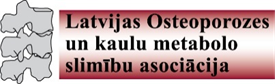 Latvijas Osteoporozes
un kaulu metabolo
slimību asociācija